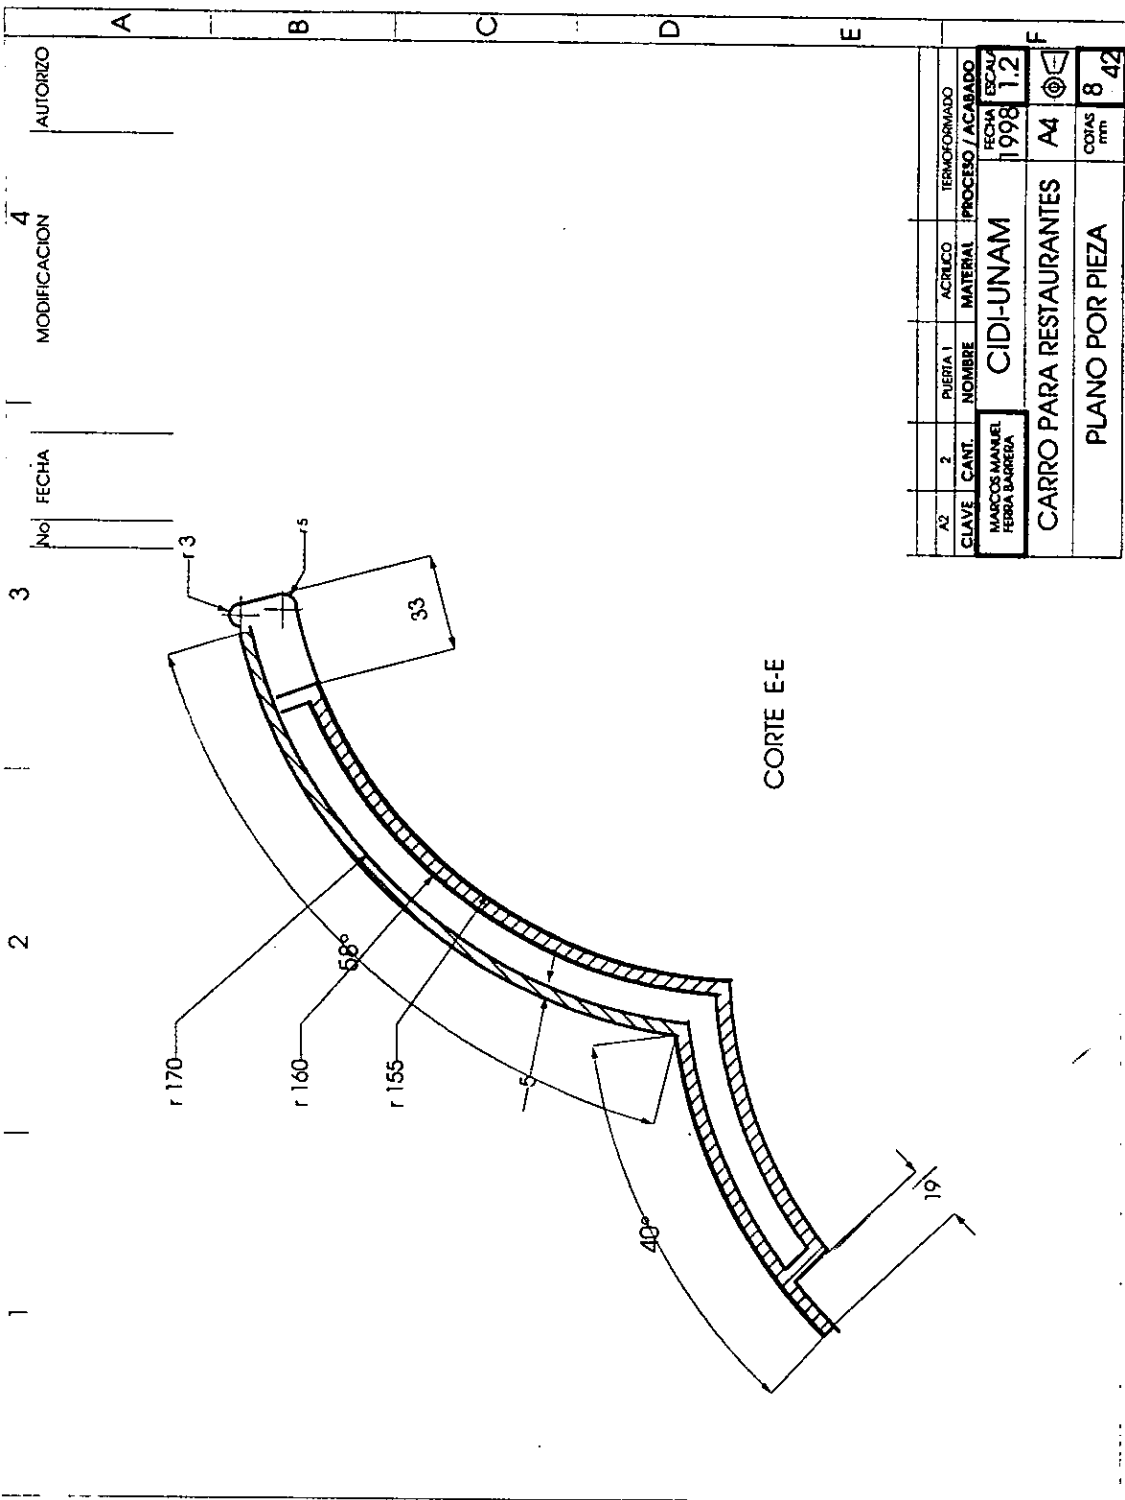 1
2
3
4
No FECHA MODIFICACION AUTORIZO
A
B
C
D
E
F
r 3
r 5
33
58°
r 170
r 160
r 155
5
40°
19
CORTE E-E
A2 2 PUERTA 1 ACRILICO TERMOFORMADO
CLAVE CANT. NOMBRE MATERIAL PROCESO / ACABADO
MARCOS MANUEL
FERRA BARRERA
CIDI-UNAM
FECHA
1998
ESCALA
1.2
CARRO PARA RESTAURANTES
A4
PLANO POR PIEZA
COTAS
mm
8
42